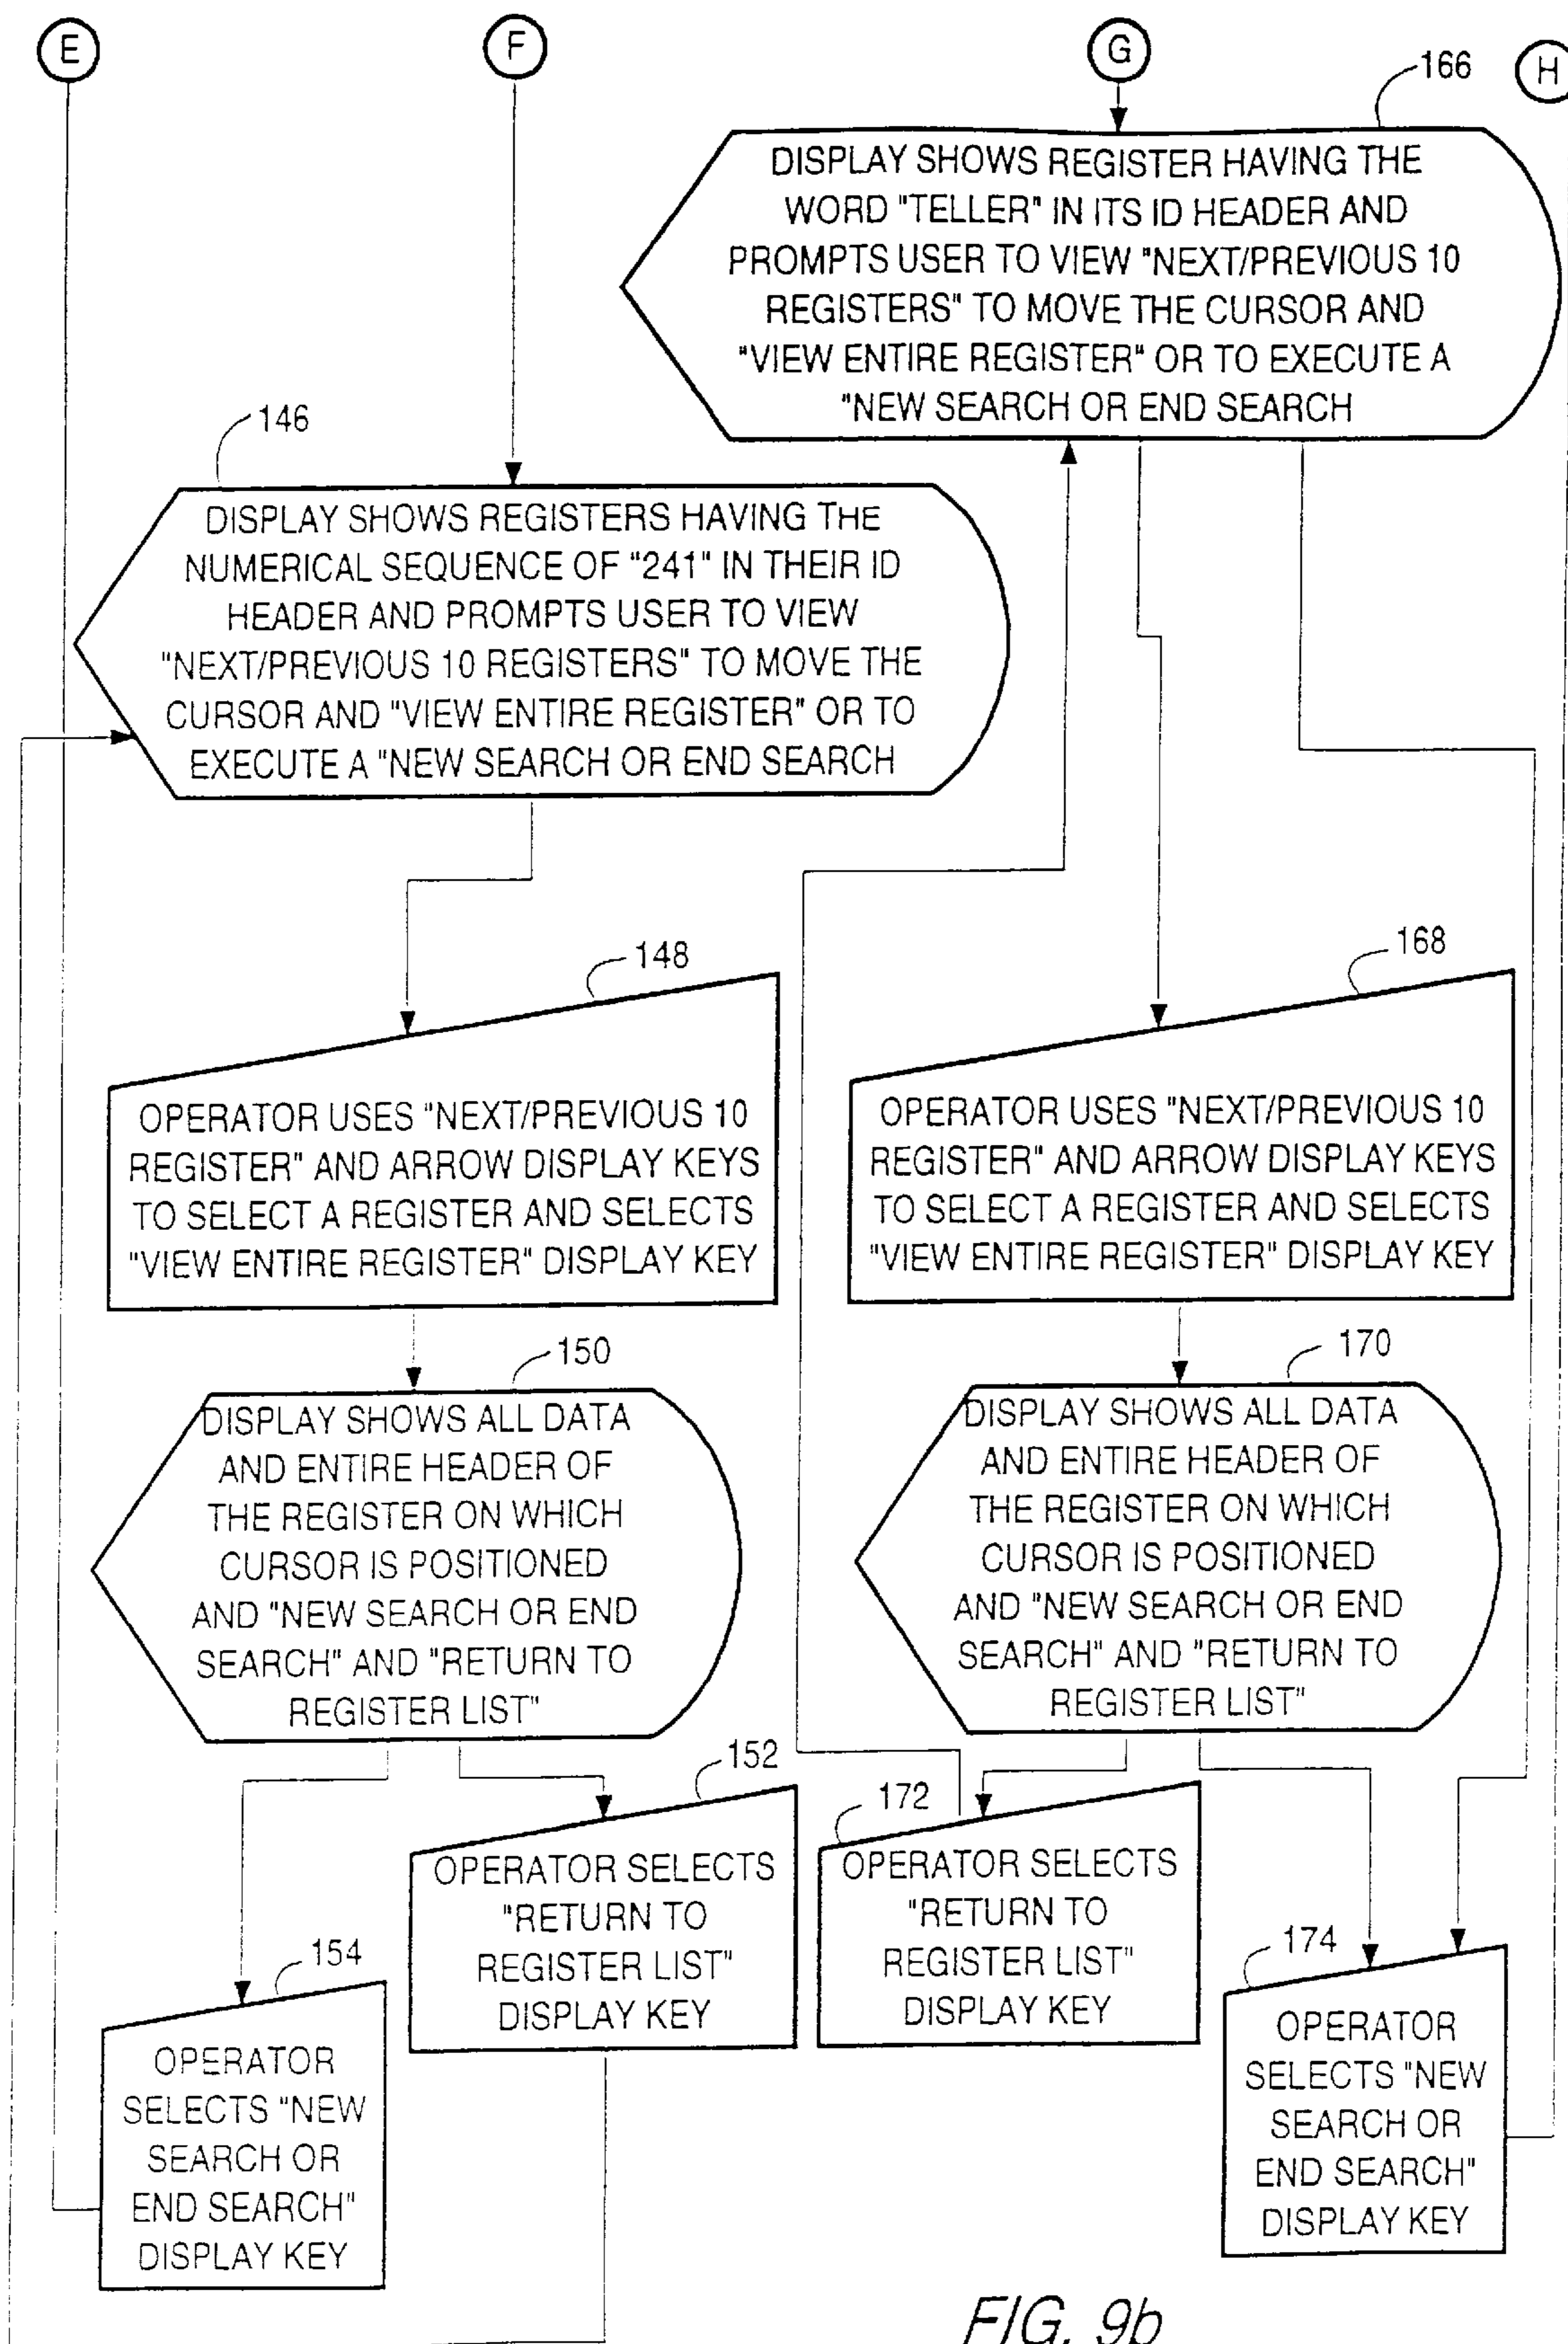 E
F
G
H
166
DISPLAY SHOWS REGISTER HAVING THE
WORD "TELLER" IN ITS ID HEADER AND
PROMPTS USER TO VIEW "NEXT/PREVIOUS 10
REGISTERS" TO MOVE THE CURSOR AND
"VIEW ENTIRE REGISTER" OR TO EXECUTE A
"NEW SEARCH OR END SEARCH
146
DISPLAY SHOWS REGISTERS HAVING THE
NUMERICAL SEQUENCE OF "241" IN THEIR ID
HEADER AND PROMPTS USER TO VIEW
"NEXT/PREVIOUS 10 REGISTERS" TO MOVE THE
CURSOR AND "VIEW ENTIRE REGISTER" OR TO
EXECUTE A "NEW SEARCH OR END SEARCH
148
OPERATOR USES "NEXT/PREVIOUS 10
REGISTER" AND ARROW DISPLAY KEYS
TO SELECT A REGISTER AND SELECTS
"VIEW ENTIRE REGISTER" DISPLAY KEY
168
OPERATOR USES "NEXT/PREVIOUS 10
REGISTER" AND ARROW DISPLAY KEYS
TO SELECT A REGISTER AND SELECTS
"VIEW ENTIRE REGISTER" DISPLAY KEY
150
DISPLAY SHOWS ALL DATA
AND ENTIRE HEADER OF
THE REGISTER ON WHICH
CURSOR IS POSITIONED
AND "NEW SEARCH OR END
SEARCH" AND "RETURN TO
REGISTER LIST"
170
DISPLAY SHOWS ALL DATA
AND ENTIRE HEADER OF
THE REGISTER ON WHICH
CURSOR IS POSITIONED
AND "NEW SEARCH OR END
SEARCH" AND "RETURN TO
REGISTER LIST"
152
OPERATOR SELECTS
"RETURN TO
REGISTER LIST"
DISPLAY KEY
172
OPERATOR SELECTS
"RETURN TO
REGISTER LIST"
DISPLAY KEY
154
OPERATOR
SELECTS "NEW
SEARCH OR
END SEARCH"
DISPLAY KEY
174
OPERATOR
SELECTS "NEW
SEARCH OR
END SEARCH"
DISPLAY KEY
FIG. 9b